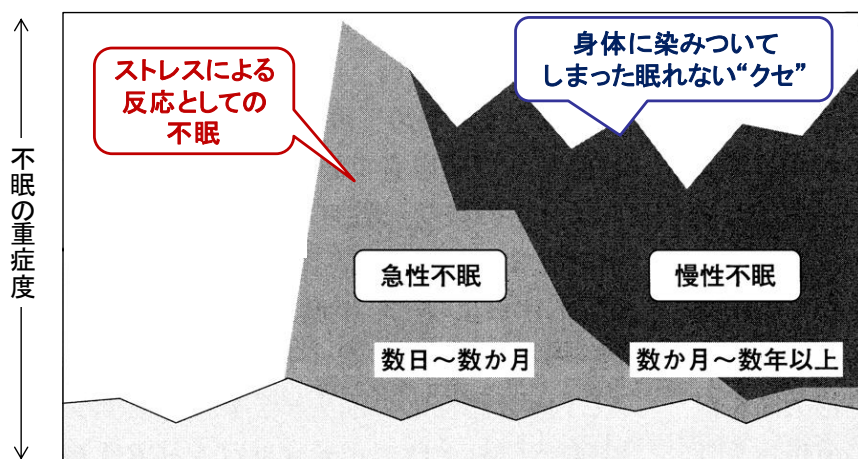 不眠の重症度
ストレスによる
反応としての
不眠
身体に染みついて
しまった眠れない“クセ”
急性不眠
慢性不眠
数日～数か月
数か月～数年以上